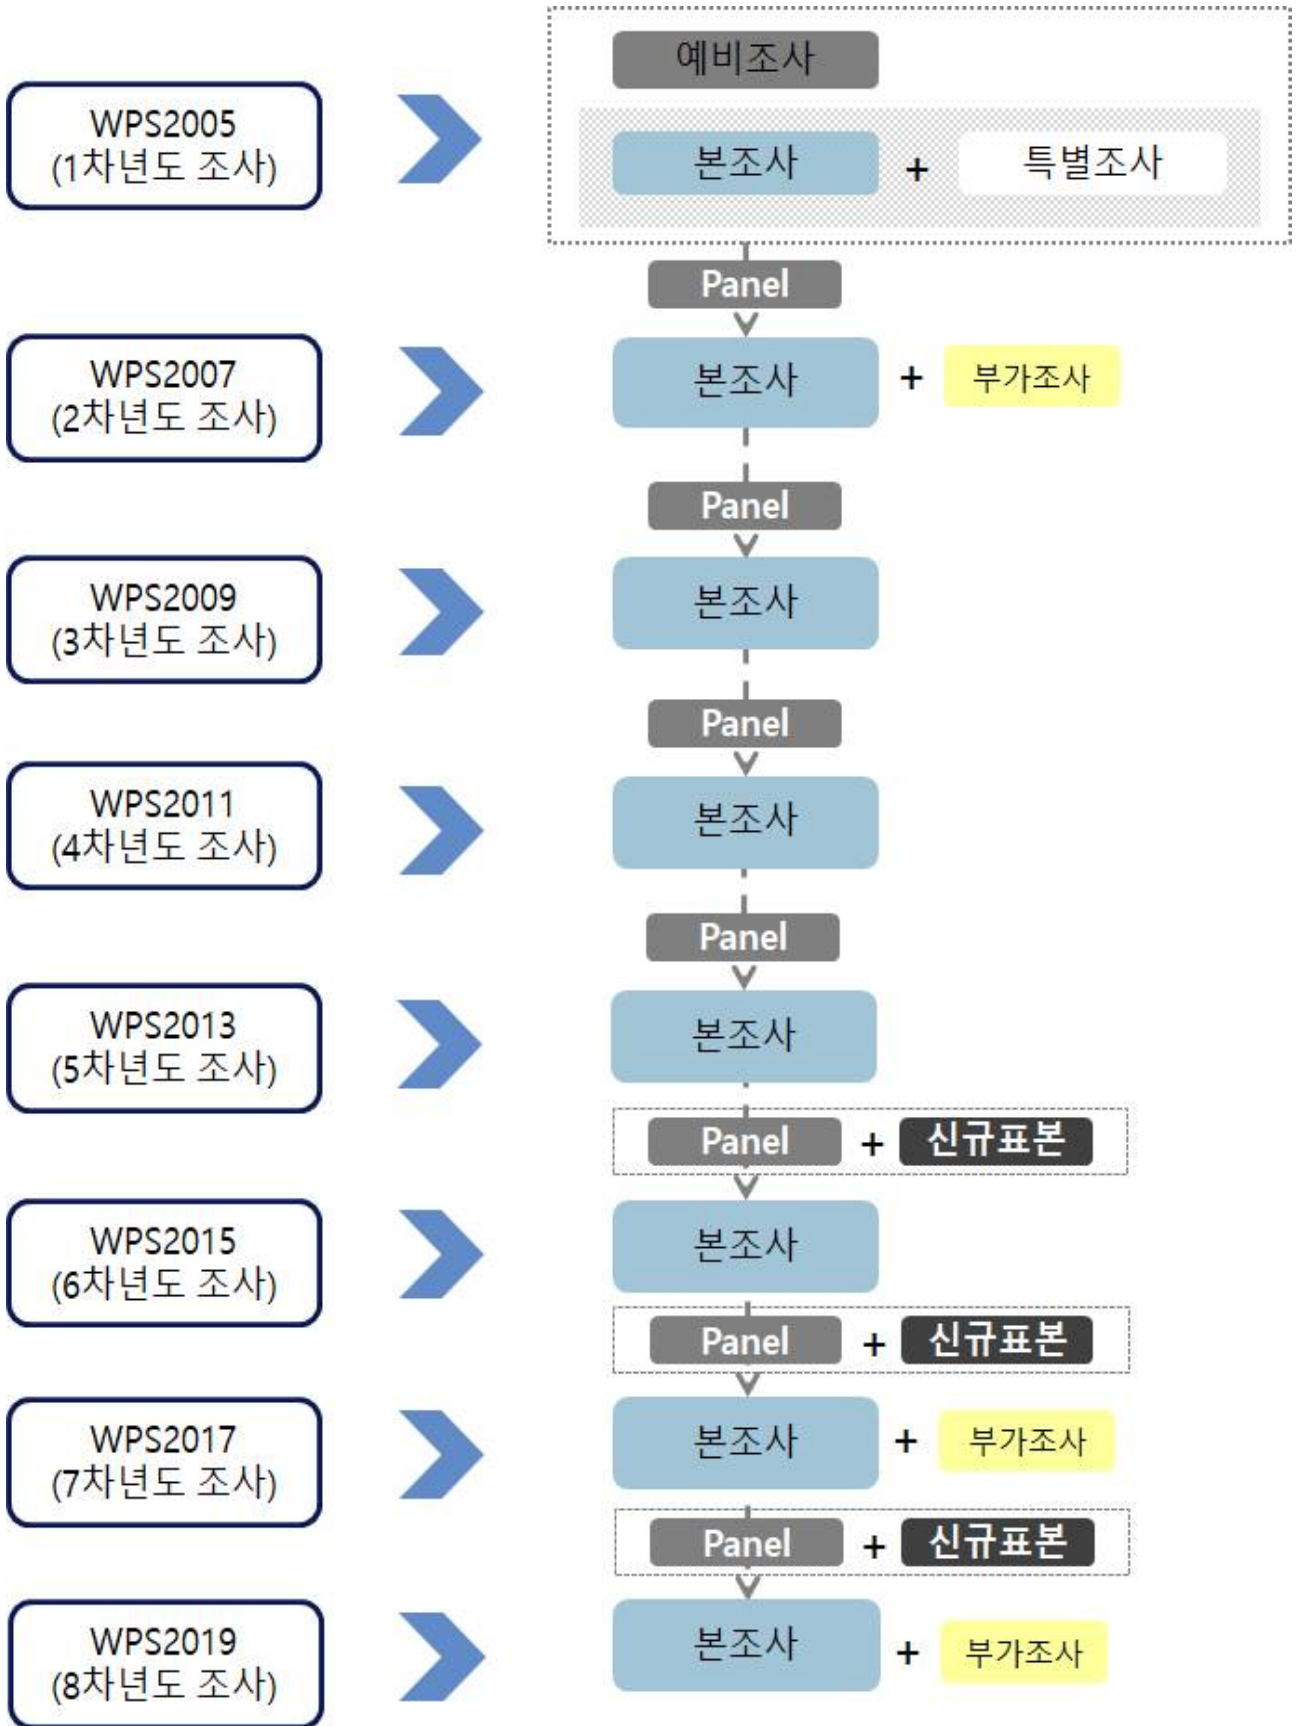 예비조사
WPS2005
(1차년도 조사)
본조사 + 특별조사
Panel
WPS2007
(2차년도 조사)
본조사 + 부가조사
Panel
WPS2009
(3차년도 조사)
본조사
Panel
WPS2011
(4차년도 조사)
본조사
Panel
WPS2013
(5차년도 조사)
본조사
Panel + 신규표본
WPS2015
(6차년도 조사)
본조사
Panel + 신규표본
WPS2017
(7차년도 조사)
본조사 + 부가조사
Panel + 신규표본
WPS2019
(8차년도 조사)
본조사 + 부가조사